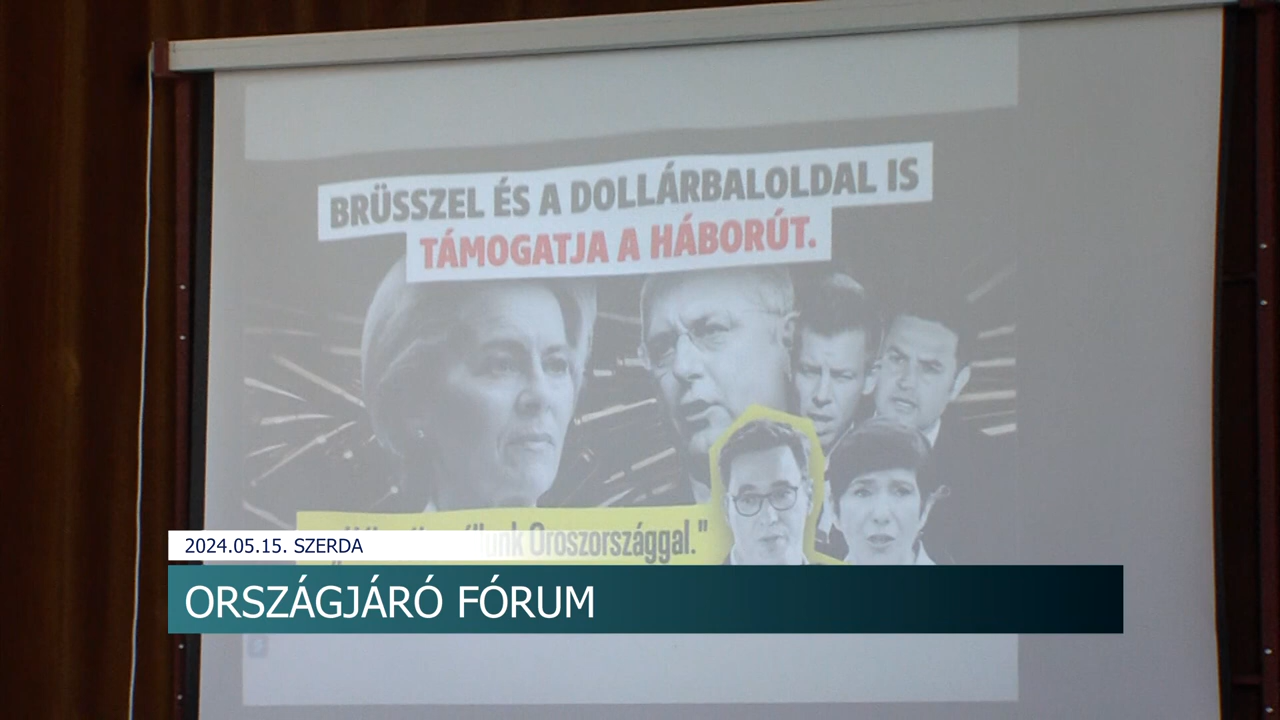 BRÜSSZEL ÉS A DOLLÁRBALOLDAL IS
TÁMOGATJA A HÁBORÚT.
Oroszországgal."
2024.05.15. SZERDA
ORSZÁGJÁRÓ FÓRUM